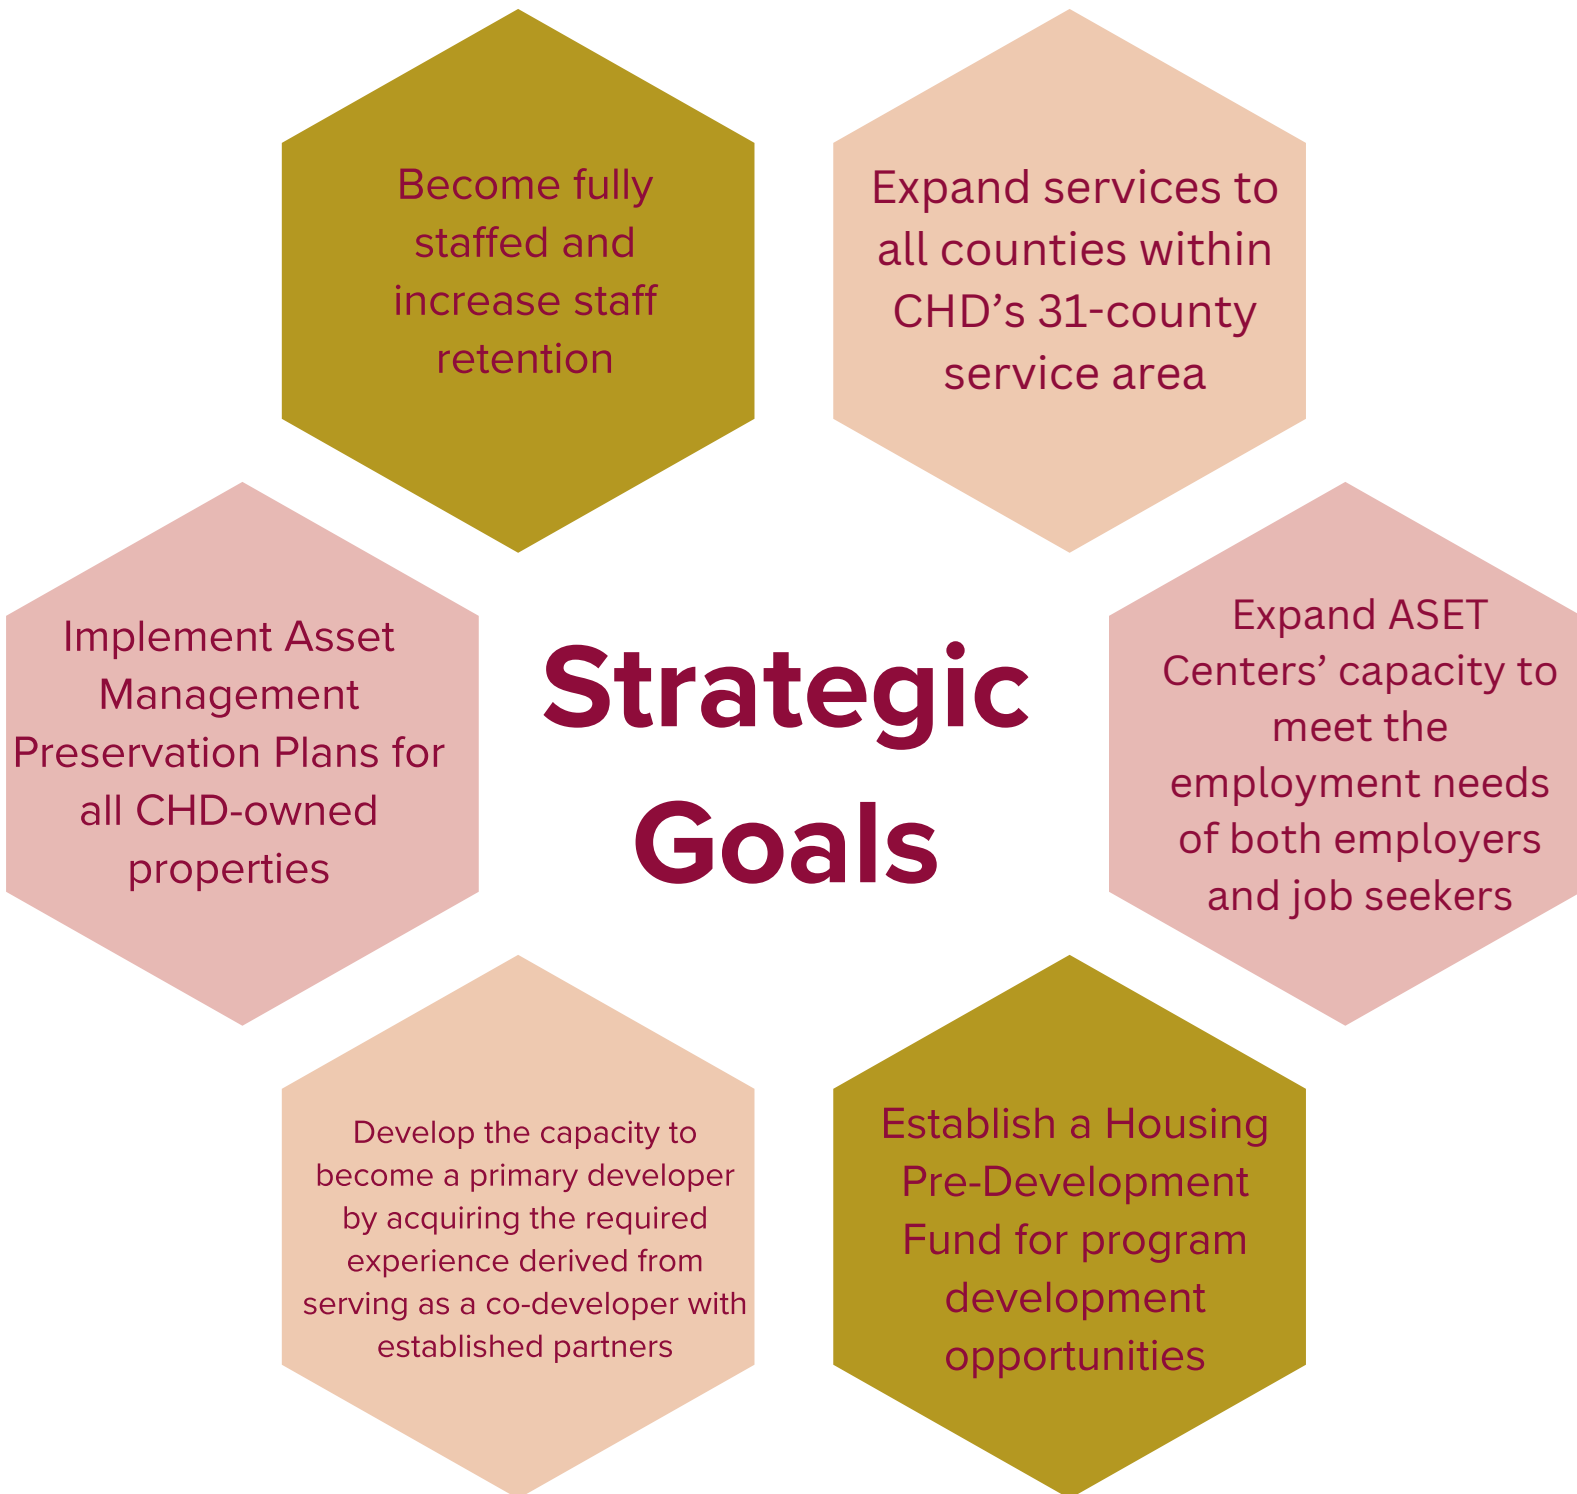 Become fully
staffed and
increase staff
retention
Expand services to
all counties within
CHD’s 31-county
service area
Implement Asset
Management
Preservation Plans for
all CHD-owned
properties
Strategic
Goals
Expand ASET
Centers’ capacity to
meet the
employment needs
of both employers
and job seekers
Develop the capacity to
become a primary developer
by acquiring the required
experience derived from
serving as a co-developer with
established partners
Establish a Housing
Pre-Development
Fund for program
development
opportunities